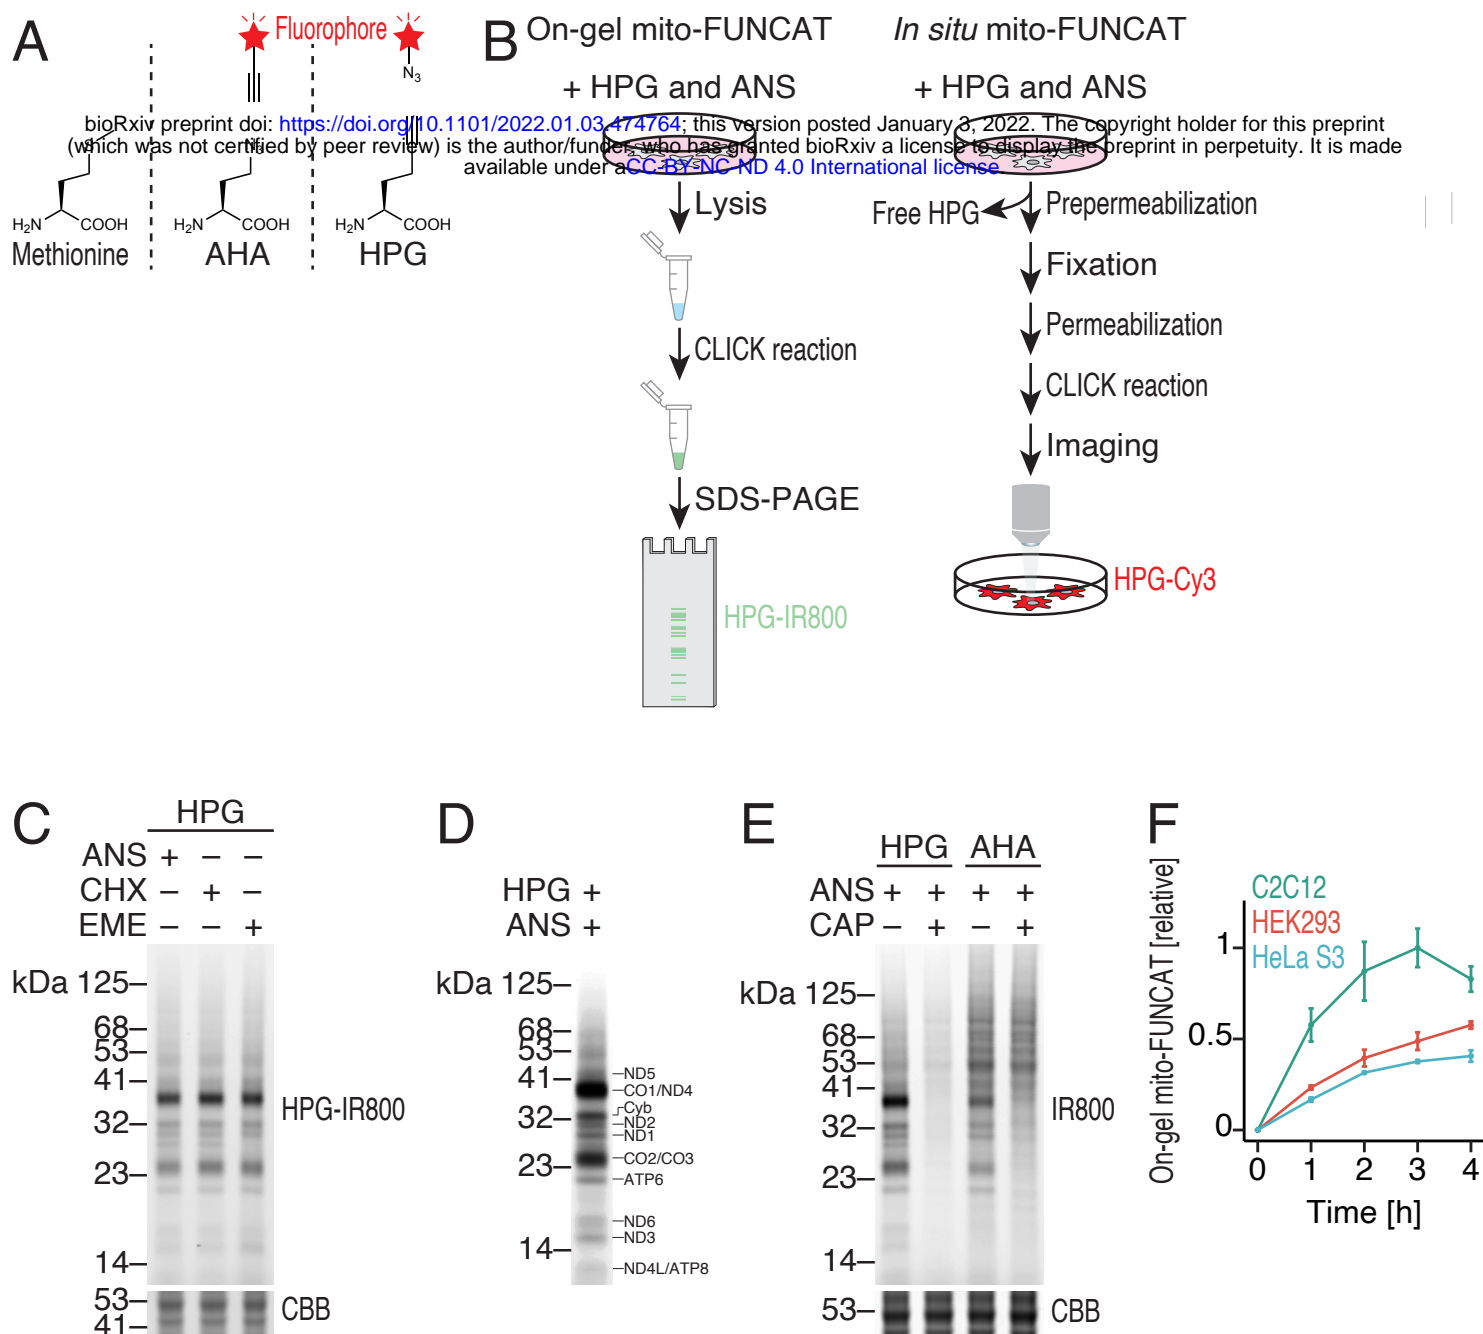 A
Fluorophore
N3
H2N
COOH
Methionine
H2N
COOH
AHA
H2N
COOH
HPG
bioRxiv preprint doi: https://doi.org/10.1101/2022.01.03.474764; this version posted January 3, 2022. The copyright holder for this preprint
(which was not certified by peer review) is the author/funder, who has granted bioRxiv a license to display the preprint in perpetuity. It is made
available under aCC-BY-NC-ND 4.0 International license.
B
On-gel mito-FUNCAT
+ HPG and ANS
Lysis
CLICK reaction
SDS-PAGE
HPG-IR800
In situ mito-FUNCAT
+ HPG and ANS
Free HPG
Prepermeabilization
Fixation
Permeabilization
CLICK reaction
Imaging
HPG-Cy3
C
HPG
ANS + – –
CHX – + –
EME – – +
kDa 125
68
53
41
32
23
14
HPG-IR800
53
41
CBB
D
HPG +
ANS +
kDa 125
68
53
41
32
23
14
ND5
CO1/ND4
Cyb
ND2
ND1
CO2/CO3
ATP6
ND6
ND3
ND4L/ATP8
E
HPG AHA
ANS + + + +
CAP – + – +
kDa 125
68
53
41
32
23
14
IR800
53
CBB
F
On-gel mito-FUNCAT [relative]
C2C12
HEK293
HeLa S3
1
0.5
0
0 1 2 3 4
Time [h]